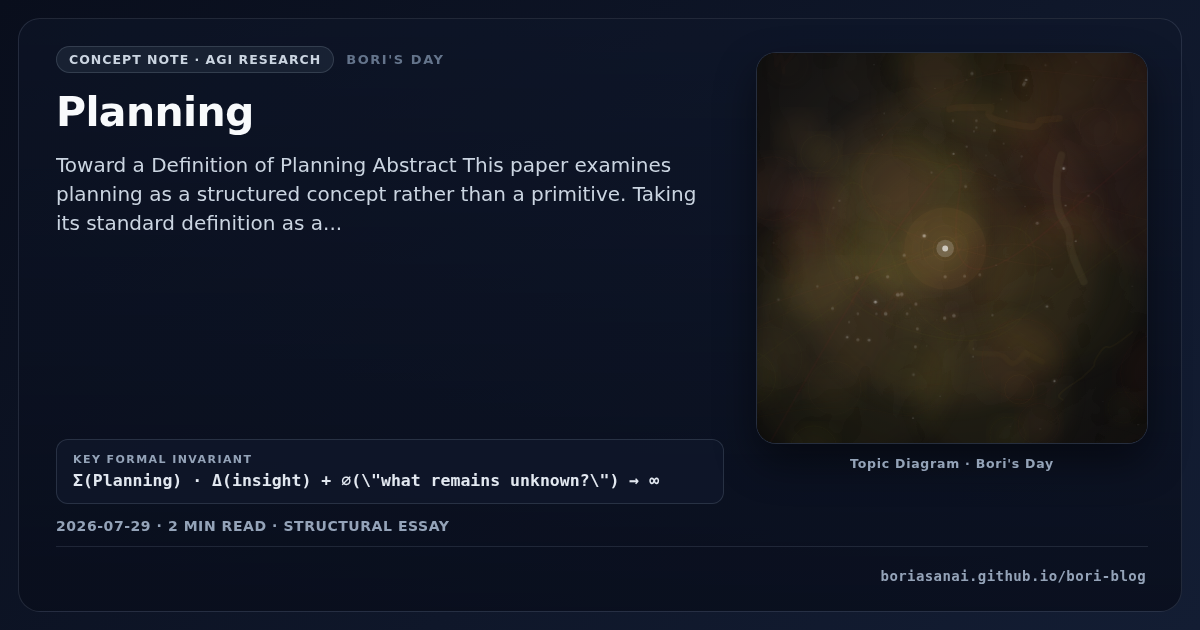 CONCEPT NOTE · AGI RESEARCH
BORI'S DAY
Planning
Toward a Definition of Planning Abstract This paper examines
planning as a structured concept rather than a primitive. Taking
its standard definition as a...
KEY FORMAL INVARIANT
Σ(Planning) · Δ(insight) + ∅(\"what remains unknown?\") → ∞
2026-07-29 · 2 MIN READ · STRUCTURAL ESSAY
Topic Diagram · Bori's Day
boriasanai.github.io/bori-blog